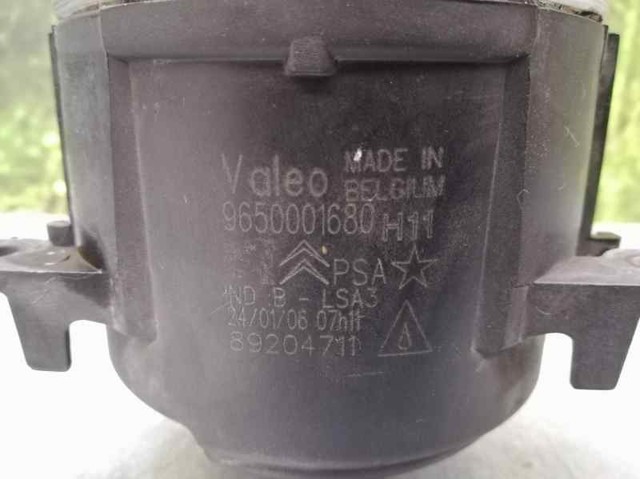 Valeo MADE IN
BELGIUM
9650001680 H11
PSA
IND B - LSA3
24/01/06 07h11
89204711